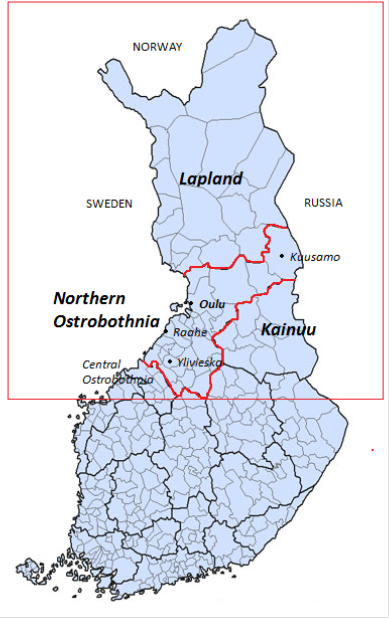 NORWAY
Lapland
SWEDEN
RUSSIA
Kuusamo
Northern
Ostrobothnia
Oulu
Raahe
Kainuu
Central
Ostrobothnia
Ylivieska